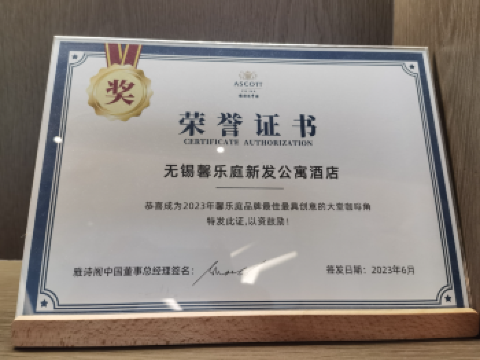 奖
ASCOTT
荣誉证书
CERTIFICATE AUTHORIZATION
无锡馨乐庭新发公寓酒店
恭喜成为2023年馨乐庭品牌最佳最具创意的大堂咖啡角
特发此证,以资鼓励!
雅诗阁中国董事总经理签名:
签发日期: 2023年6月